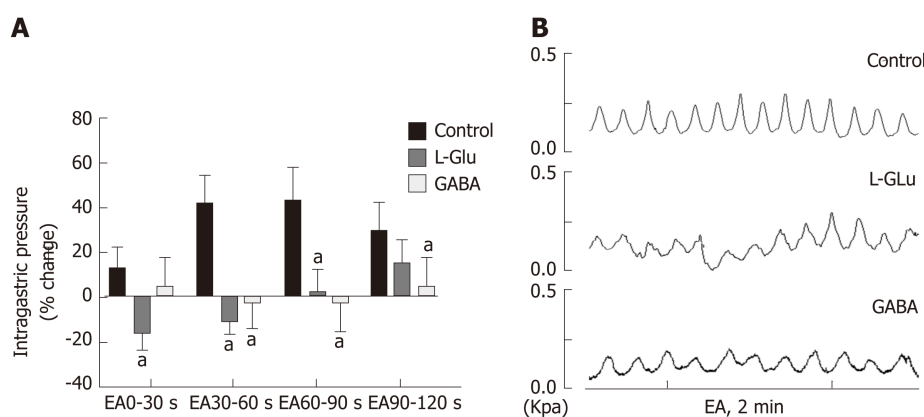 A
Intragastric pressure
(% change)
80
60
40
20
0
-20
-40
Control
L-Glu
GABA
a
a
a
a
a
a
EA0-30 s
EA30-60 s
EA60-90 s
EA90-120 s
B
0.5
Control
0.0
0.5
L-GLu
0.0
0.5
GABA
0.0
(Kpa)
EA, 2 min